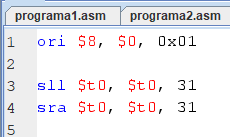 programa1.asm programa2.asm
1 ori $8, $0, 0x01
2
3 sll $t0, $t0, 31
4 sra $t0, $t0, 31
5